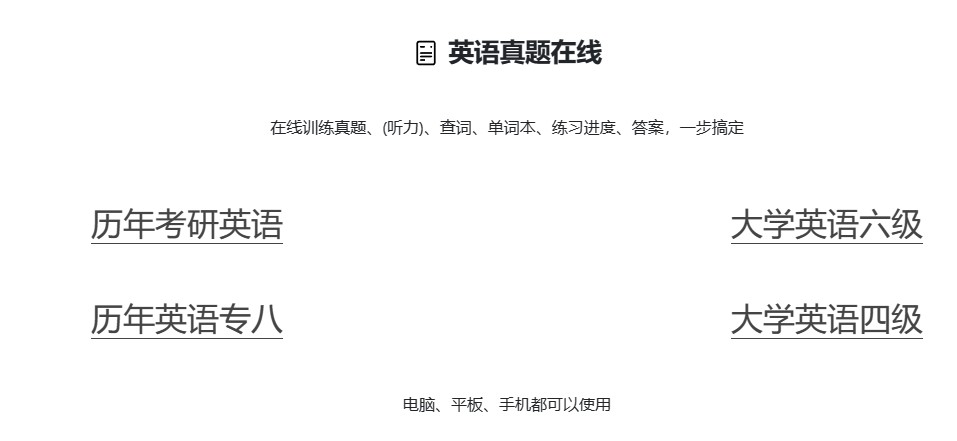 英语真题在线
在线训练真题、(听力)、查词、单词本、练习进度、答案，一步搞定
历年考研英语
大学英语六级
历年英语专八
大学英语四级
电脑、平板、手机都可以使用